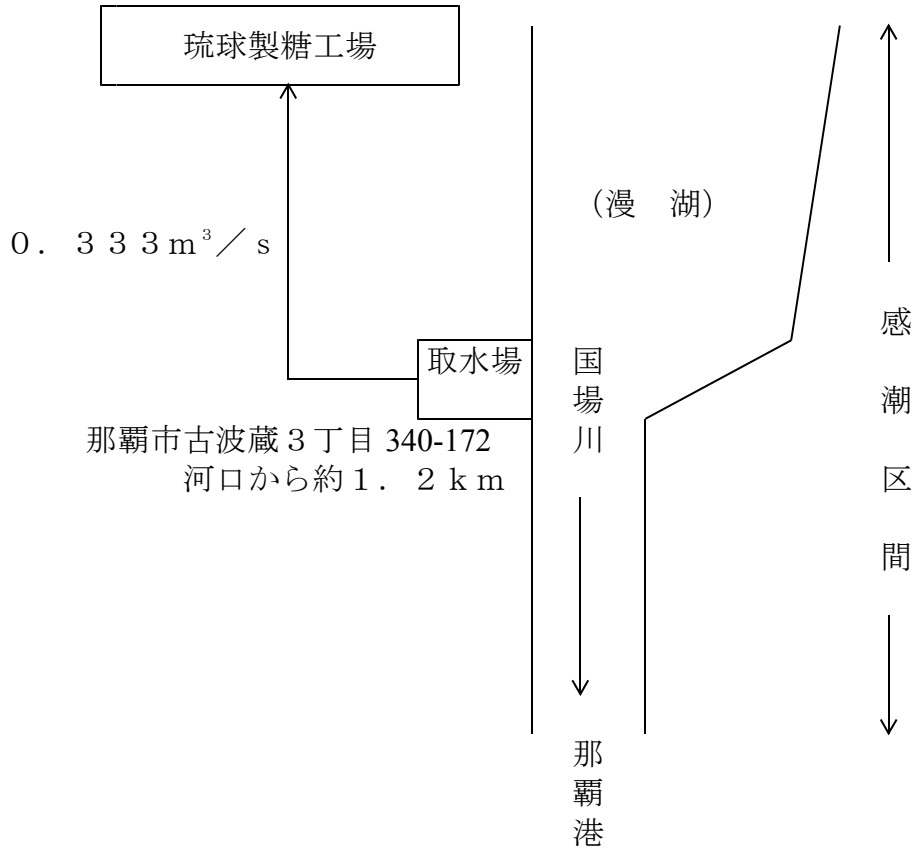 琉球製糖工場
（漫　湖）
０．３３３ｍ³／ｓ
取水場
国場川
感潮区間
那覇市古波蔵３丁目 340-172
河口から約１．２ｋｍ
那覇港